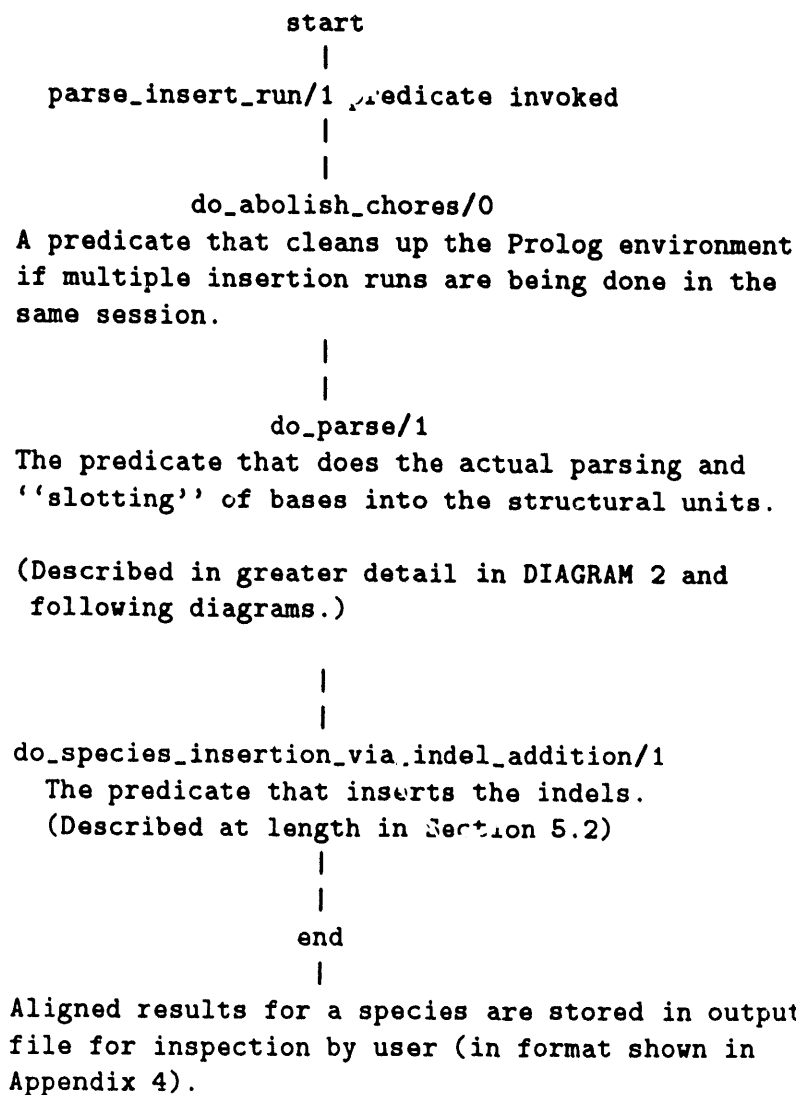 start
|
parse_insert_run/1 predicate invoked
|
|
do_abolish_chores/0
A predicate that cleans up the Prolog environment
if multiple insertion runs are being done in the
same session.
|
|
do_parse/1
The predicate that does the actual parsing and
‘‘slotting’’ of bases into the structural units.
(Described in greater detail in DIAGRAM 2 and
following diagrams.)
|
|
do_species_insertion_via_indel_addition/1
The predicate that inserts the indels.
(Described at length in Section 5.2)
|
|
end
|
Aligned results for a species are stored in output
file for inspection by user (in format shown in
Appendix 4).